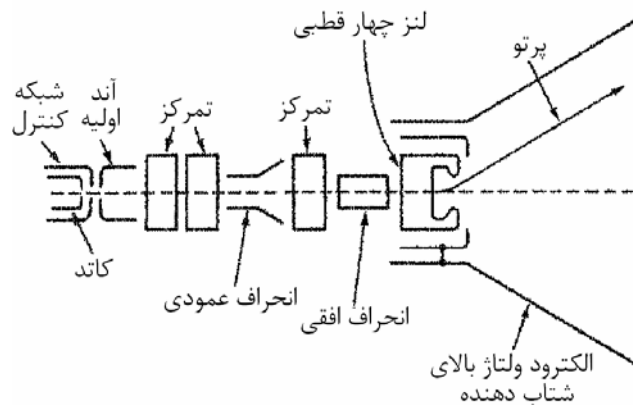 لنز چهار قطبی
پرتو
شبکه
کنترل
آند
اولیه
تمرکز
تمرکز
کاتد
انحراف عمودی
انحراف افقی
الکترود ولتاژ بالای
شتاب دهنده